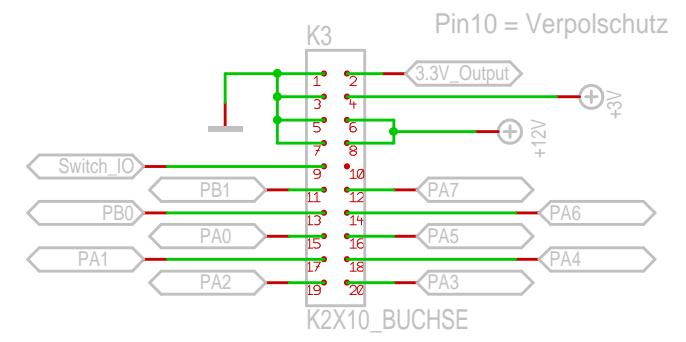 Pin10 = Verpolschutz
K3
1 2 3.3V_Output
3 4 +3V
5 6
7 8 +12V
Switch_IO 9 10
PB1 11 12 PA7
PB0 13 14 PA6
PA0 15 16 PA5
PA1 17 18 PA4
PA2 19 20 PA3
K2X10_BUCHSE